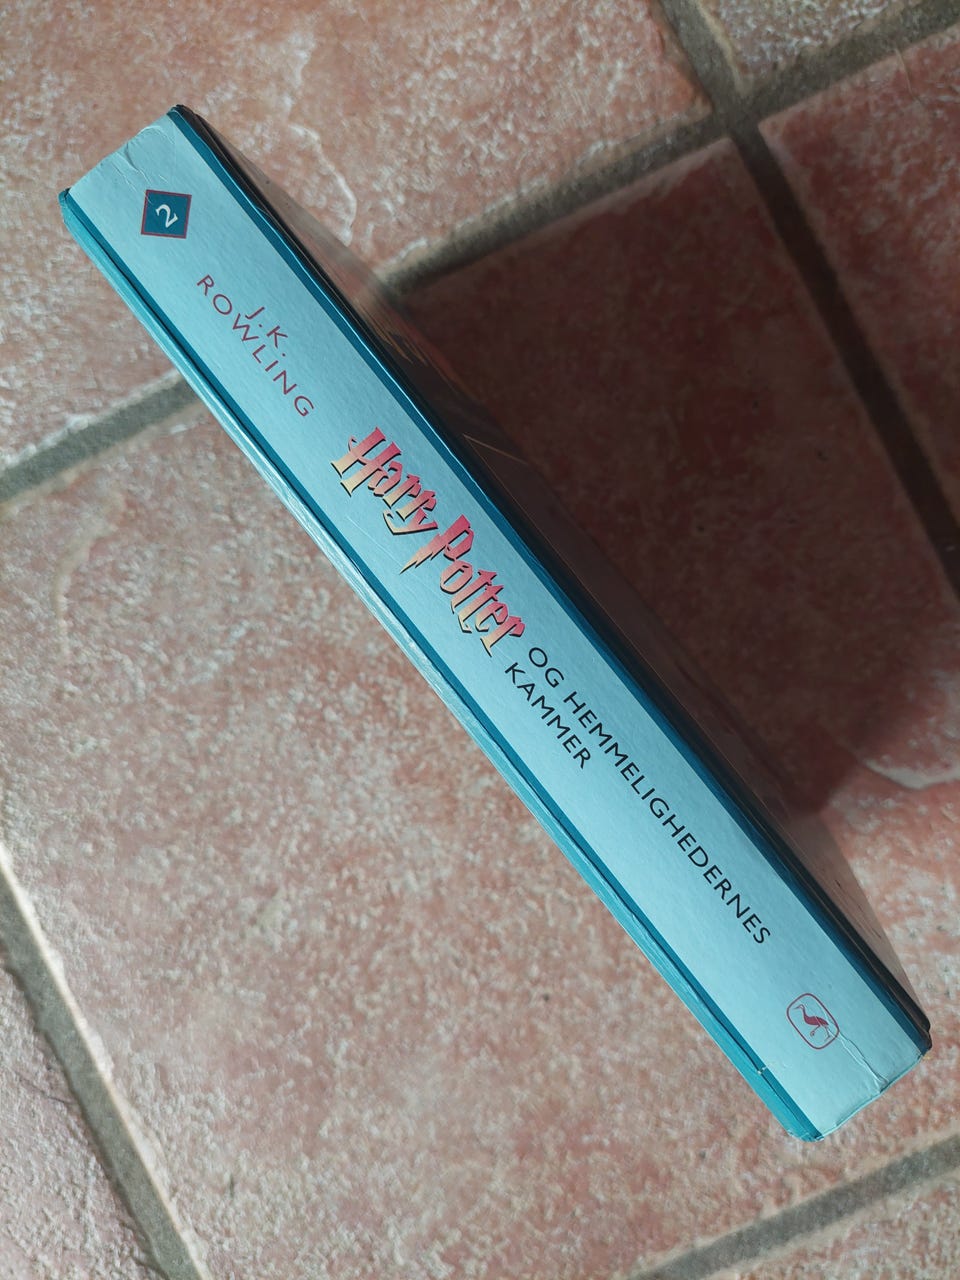 2
J.K.
ROWLING
Harry Potter
OG HEMMELIGHEDERNES
KAMMER